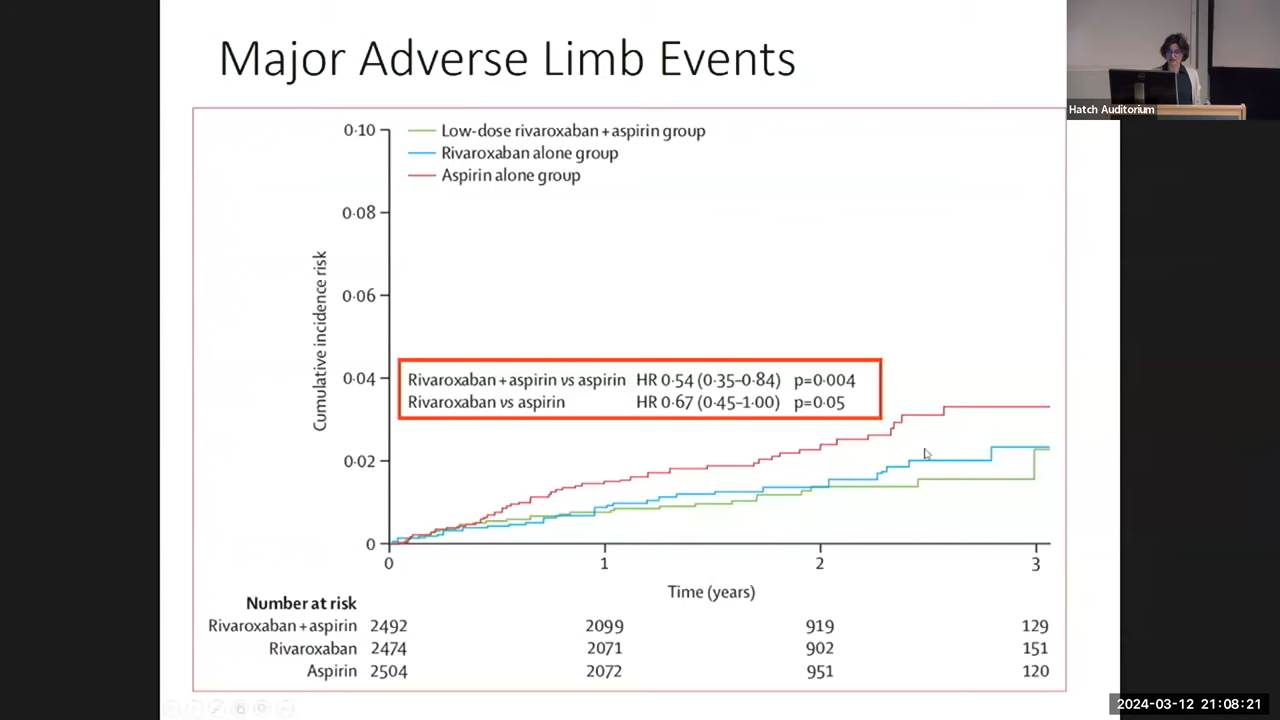 Major Adverse Limb Events
Hatch Auditorium
0·10
Low-dose rivaroxaban + aspirin group
Rivaroxaban alone group
Aspirin alone group
0·08
0·06
0·04
0·02
0
Cumulative incidence risk
Rivaroxaban + aspirin vs aspirin HR 0·54 (0·35–0·84) p=0·004
Rivaroxaban vs aspirin HR 0·67 (0·45–1·00) p=0·05
0 1 2 3
Time (years)
Number at risk
Rivaroxaban + aspirin 2492 2099 919 129
Rivaroxaban 2474 2071 902 151
Aspirin 2504 2072 951 120
2024-03-12 21:08:21